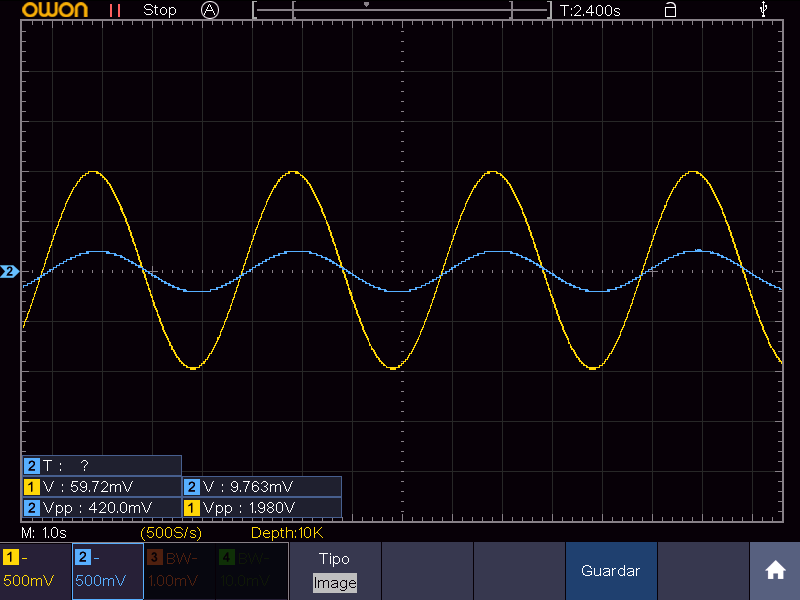 owon Stop A T:2.400s
2
2 T : ?
1 V : 59.72mV 2 V : 9.763mV
2 Vpp : 420.0mV 1 Vpp : 1.980V
M: 1.0s (500S/s) Depth:10K
1 - 2 - 3 BW- 4 BW- Tipo
500mV 500mV 1.00mV 10.0mV Image Guardar